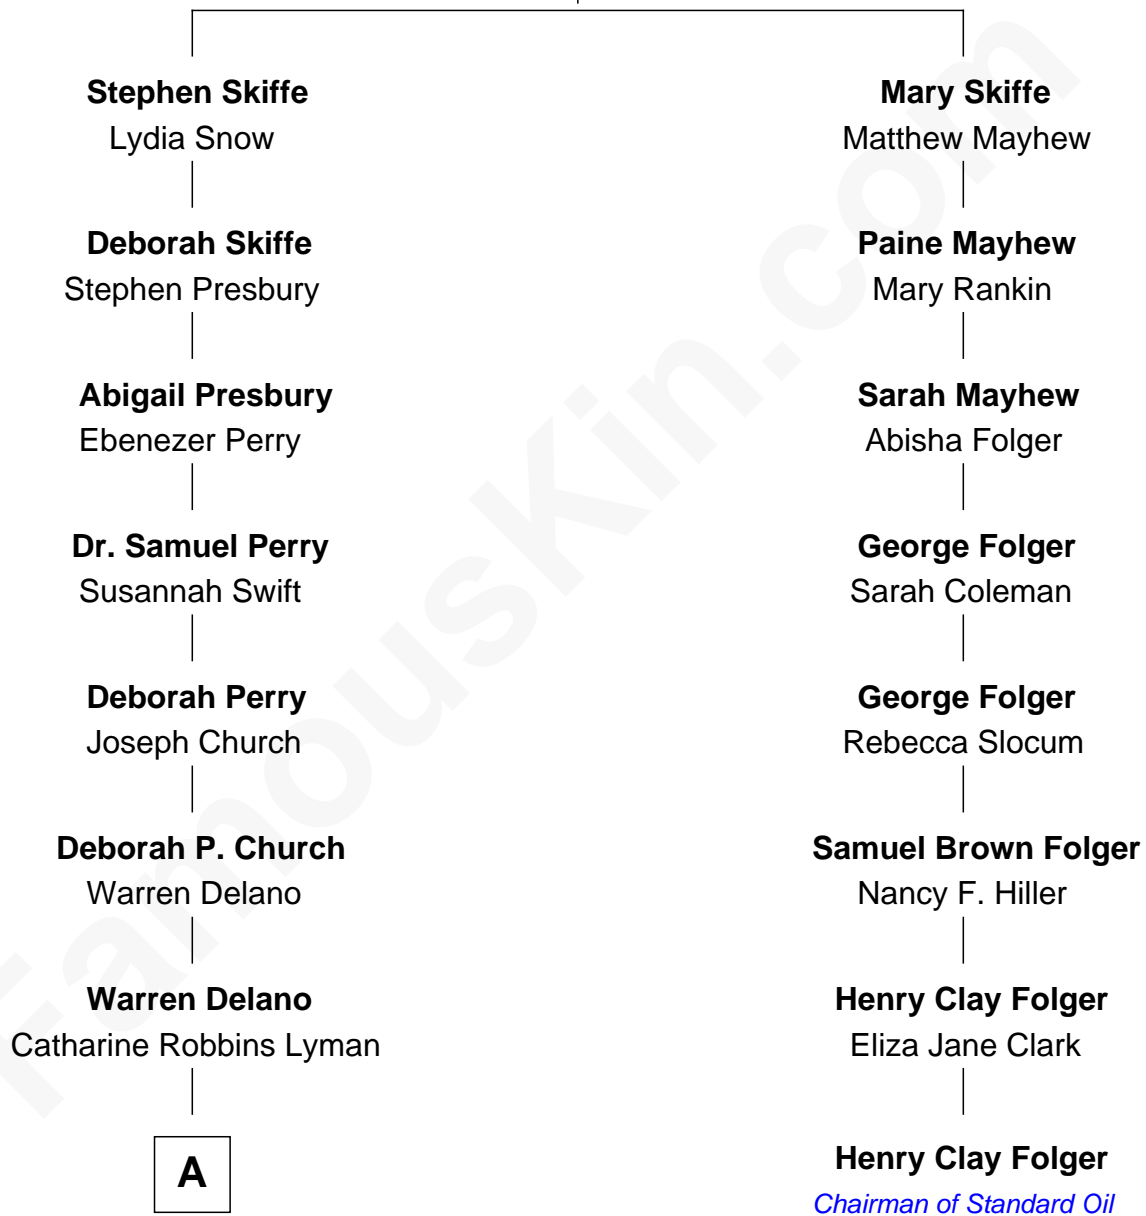 Stephen Skiffe
Lydia Snow
Deborah Skiffe
Stephen Presbury
Abigail Presbury
Ebenezer Perry
Dr. Samuel Perry
Susannah Swift
Deborah Perry
Joseph Church
Deborah P. Church
Warren Delano
Warren Delano
Catharine Robbins Lyman
A
Mary Skiffe
Matthew Mayhew
Paine Mayhew
Mary Rankin
Sarah Mayhew
Abisha Folger
George Folger
Sarah Coleman
George Folger
Rebecca Slocum
Samuel Brown Folger
Nancy F. Hiller
Henry Clay Folger
Eliza Jane Clark
Henry Clay Folger
Chairman of Standard Oil
FamousKin.com